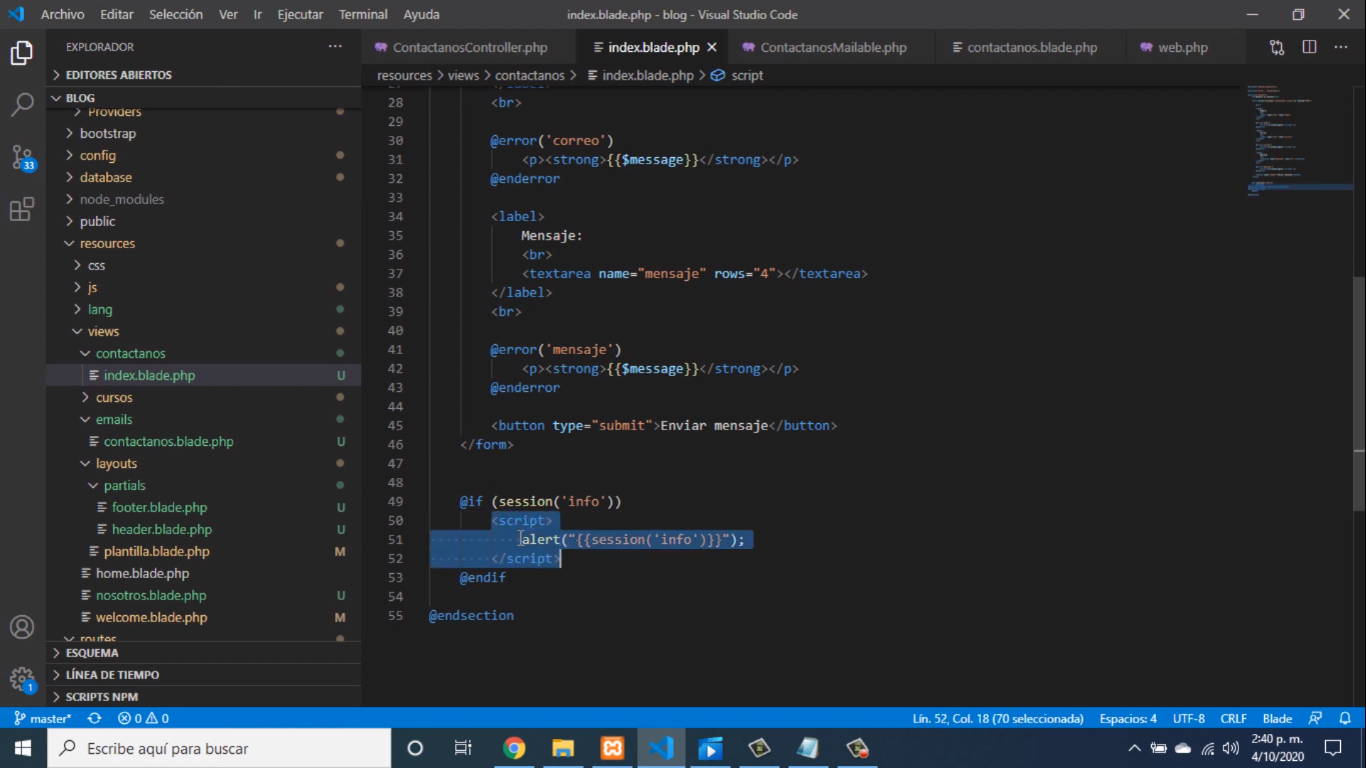 Archivo Editar Selección Ver Ir Ejecutar Terminal Ayuda index.blade.php - blog - Visual Studio Code
EXPLORADOR ··· ContactanosController.php index.blade.php ContactanosMailable.php contactanos.blade.php web.php ···
EDITORES ABIERTOS
resources > views > contactanos > index.blade.php > script
BLOG
Providers
bootstrap
config
database
node_modules
public
resources
css
js
lang
views
contactanos
index.blade.php U
cursos
emails
contactanos.blade.php U
layouts
partials
footer.blade.php U
header.blade.php U
plantilla.blade.php M
home.blade.php
nosotros.blade.php U
welcome.blade.php M
routes
ESQUEMA
LÍNEA DE TIEMPO
SCRIPTS NPM
33
1
27 </label>
28 <br>
29
30 @error('correo')
31 <p><strong>{{$message}}</strong></p>
32 @enderror
33
34 <label>
35 Mensaje:
36 <br>
37 <textarea name="mensaje" rows="4"></textarea>
38 </label>
39 <br>
40
41 @error('mensaje')
42 <p><strong>{{$message}}</strong></p>
43 @enderror
44
45 <button type="submit">Enviar mensaje</button>
46 </form>
47
48
49 @if (session('info'))
50 <script>
51 alert("{{session('info')}}");
52 </script>
53 @endif
54
55 @endsection
master* 0 0 Lín. 52, Col. 18 (70 seleccionada) Espacios: 4 UTF-8 CRLF Blade
Escribe aquí para buscar
2:40 p. m.
4/10/2020